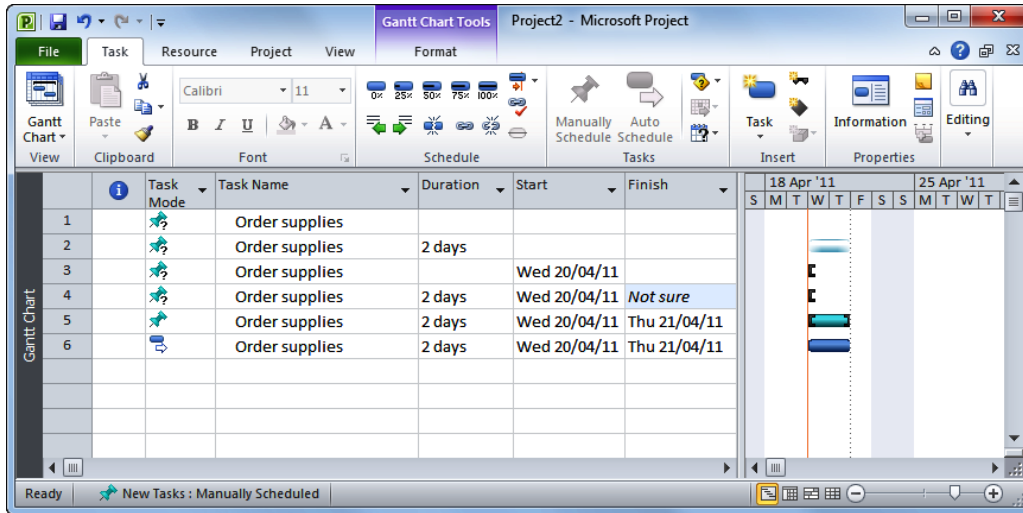 Gantt Chart Tools Project2 - Microsoft Project
File Task Resource Project View Format
Calibri 11
0% 25% 50% 75% 100%
Gantt Chart
Paste
B I U A
Manually Schedule
Auto Schedule
Task
Information
Editing
View Clipboard Font Schedule Tasks Insert Properties
Task Mode Task Name Duration Start Finish
18 Apr '11 25 Apr '11
S M T W T F S S M T W T
1 Order supplies
2 Order supplies 2 days
3 Order supplies Wed 20/04/11
4 Order supplies 2 days Wed 20/04/11 Not sure
5 Order supplies 2 days Wed 20/04/11 Thu 21/04/11
6 Order supplies 2 days Wed 20/04/11 Thu 21/04/11
Gantt Chart
Ready New Tasks : Manually Scheduled